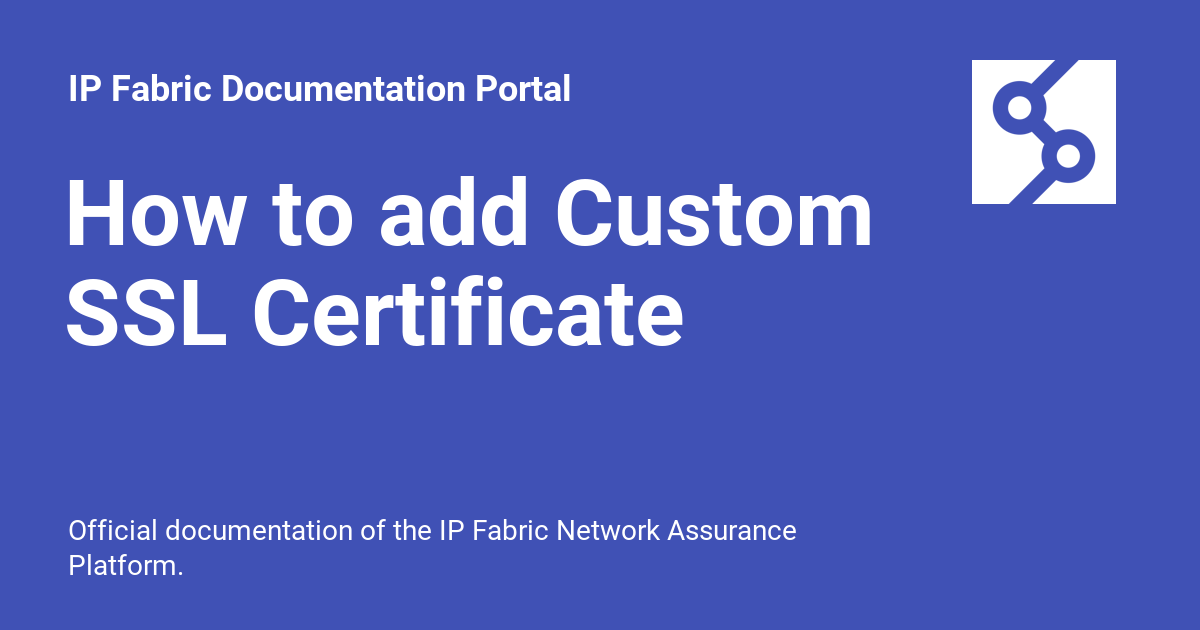 IP Fabric Documentation Portal
How to add Custom
SSL Certificate
Official documentation of the IP Fabric Network Assurance
Platform.